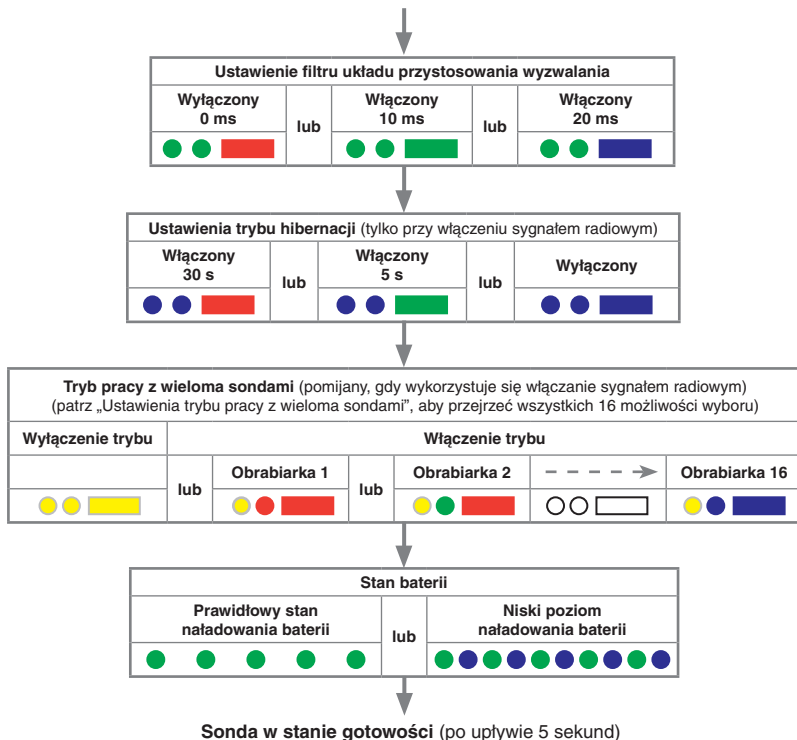 Ustawienie filtru układu przystosowania wyzwalania
Wyłączony
0 ms
lub
Włączony
10 ms
lub
Włączony
20 ms
Ustawienia trybu hibernacji (tylko przy włączeniu sygnałem radiowym)
Włączony
30 s
lub
Włączony
5 s
lub
Wyłączony
Tryb pracy z wieloma sondami (pomijany, gdy wykorzystuje się włączanie sygnałem radiowym)
(patrz „Ustawienia trybu pracy z wieloma sondami”, aby przejrzeć wszystkich 16 możliwości wyboru)
Wyłączenie trybu
Włączenie trybu
lub
Obrabiarka 1
lub
Obrabiarka 2
Obrabiarka 16
Stan baterii
Prawidłowy stan
naładowania baterii
lub
Niski poziom
naładowania baterii
Sonda w stanie gotowości (po upływie 5 sekund)